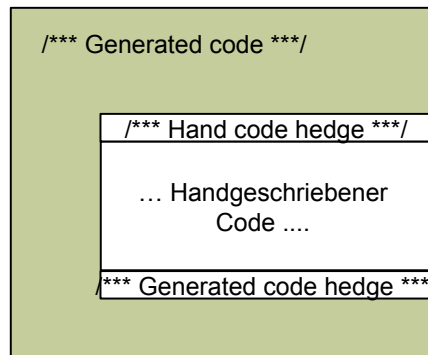 /*** Generated code ***/
/*** Hand code hedge ***/
… Handgeschriebener
Code ....
/*** Generated code hedge ***